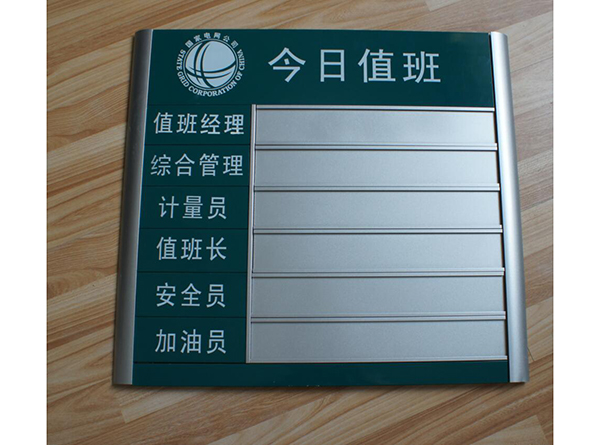 国家电网公司
STATE GRID CORPORATION OF CHINA
今日值班
值班经理
综合管理
计量员
值班长
安全员
加油员